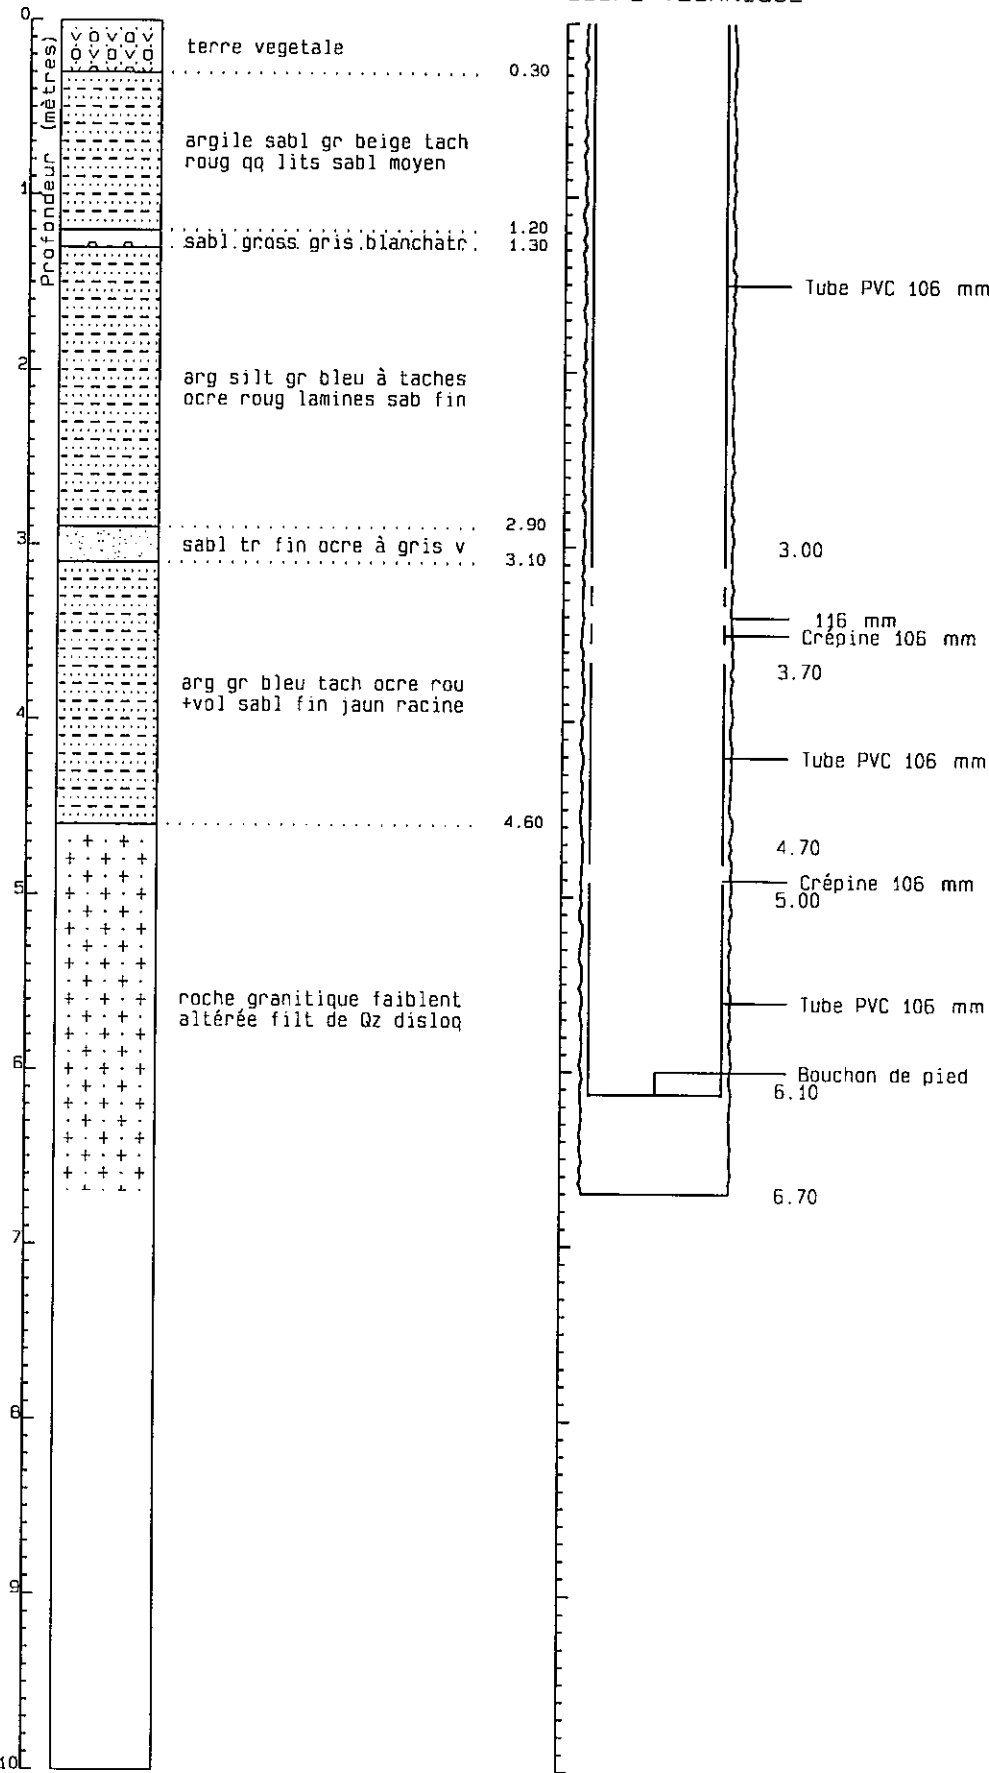 0
Profondeur (mètres)
terre vegetale
0.30
argile sabl gr beige tach
roug qq lits sabl moyen
1
1.20
sabl gross gris blanchatr
1.30
Tube PVC 106 mm
2
arg silt gr bleu à taches
ocre roug lamines sab fin
2.90
3
sabl tr fin ocre à gris v
3.00
3.10
116 mm
Crépine 106 mm
3.70
arg gr bleu tach ocre rou
+vol sabl fin jaun racine
4
Tube PVC 106 mm
4.60
4.70
5
Crépine 106 mm
5.00
roche granitique faiblent
altérée filt de Qz disloq
Tube PVC 106 mm
6
Bouchon de pied
6.10
6.70
7
8
9
10